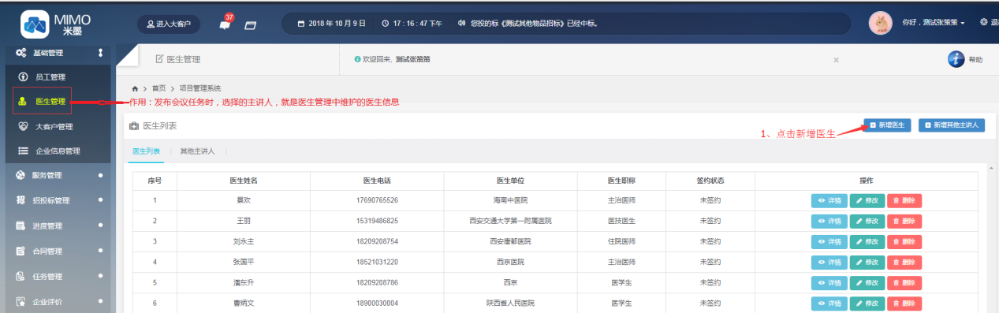 MIMO
米墨
进入大客户
37
2018 年 10 月 9 日
17 : 16 : 47 下午
您投的标《测试其他物品招标》已经中标。
你好，测试张策策
基础管理
员工管理
医生管理
大客户管理
企业信息管理
服务管理
招投标管理
进度管理
合同管理
任务管理
企业评价
医生管理
欢迎回来, 测试张策策
×
帮助
首页 > 项目管理系统
作用：发布会议任务时，选择的主讲人，就是医生管理中维护的医生信息
医生列表
1、点击新增医生
新增医生
新增其他主讲人
医生列表 其他主讲人
序号 医生姓名 医生电话 医生单位 医生职称 签约状态 操作
1 景欢 17690765526 海南中医院 主治医师 未签约 详情 修改 删除
2 王丽 15319486825 西安交通大学第一附属医院 医技医生 未签约 详情 修改 删除
3 刘永主 18209208754 西安唐都医院 住院医师 未签约 详情 修改 删除
4 张国平 18521031220 西京医院 主治医师 未签约 详情 修改 删除
5 潘东升 18209208786 西京 医学生 未签约 详情 修改 删除
6 曹炳文 18900030004 陕西省人民医院 医学生 未签约 详情 修改 删除